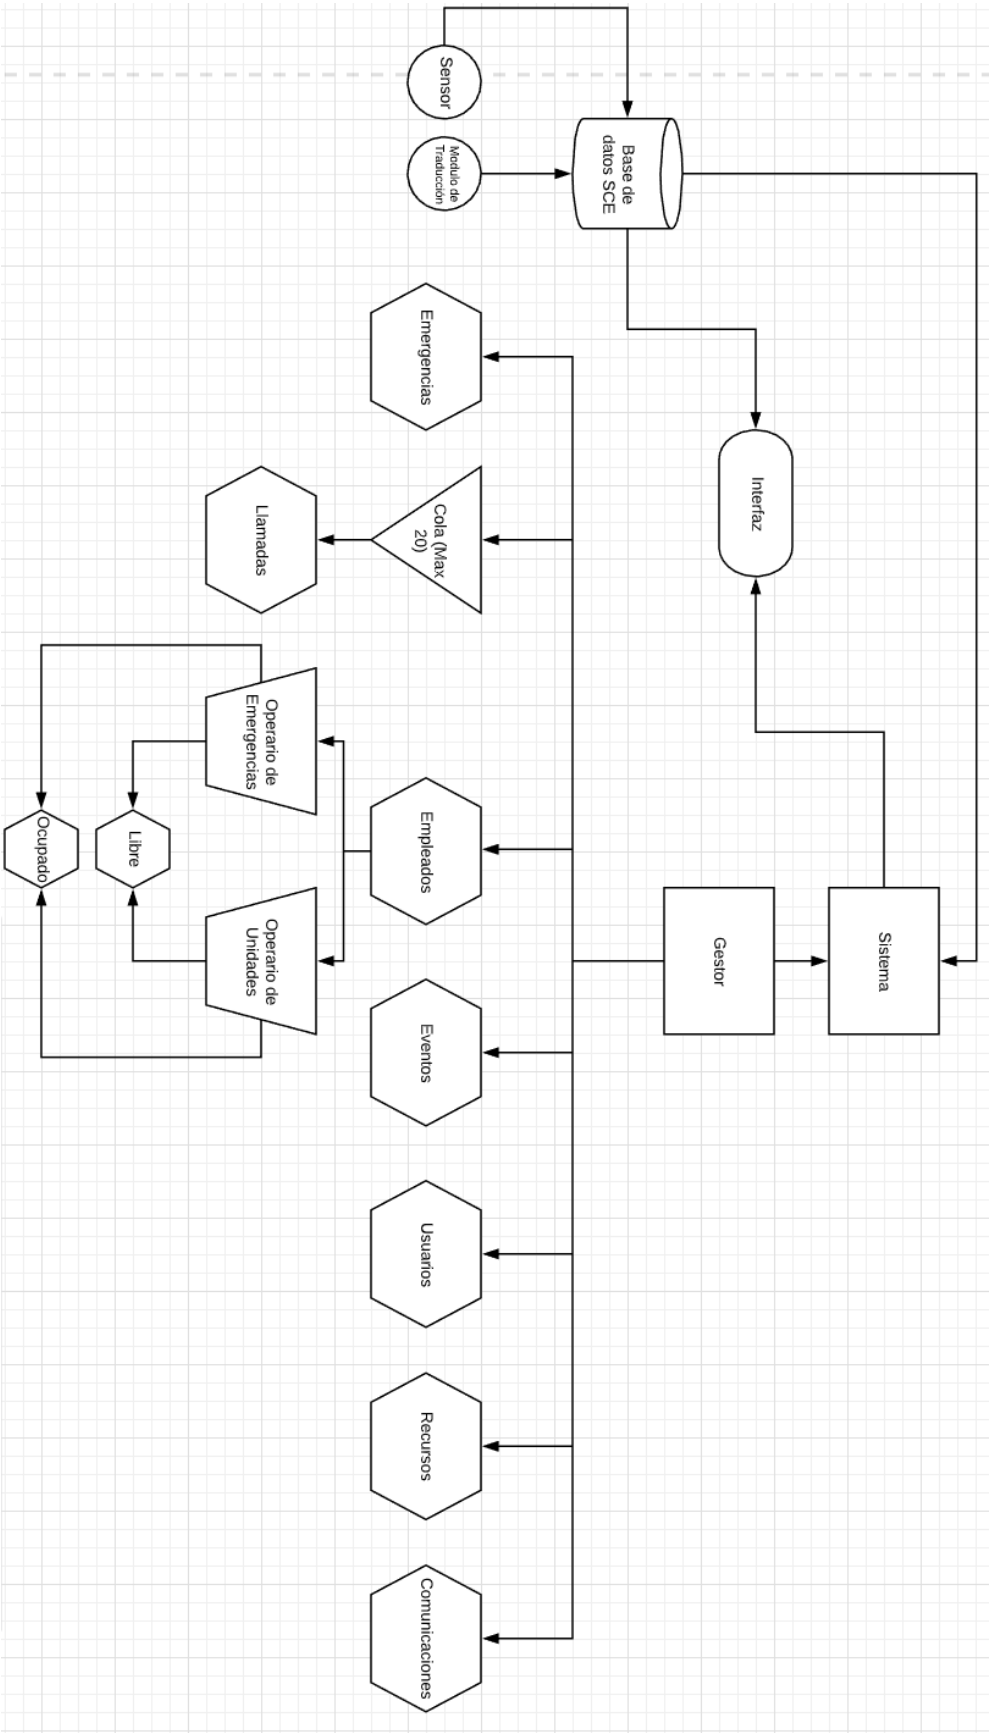 Sistema
Interfaz
Gestor
Base de
datos SCE
Sensor
Modulo de
Traducción
Emergencias
Cola (Max
20)
Empleados
Eventos
Usuarios
Recursos
Comunicaciones
Llamadas
Operario de
Emergencias
Operario de
Unidades
Libre
Ocupado